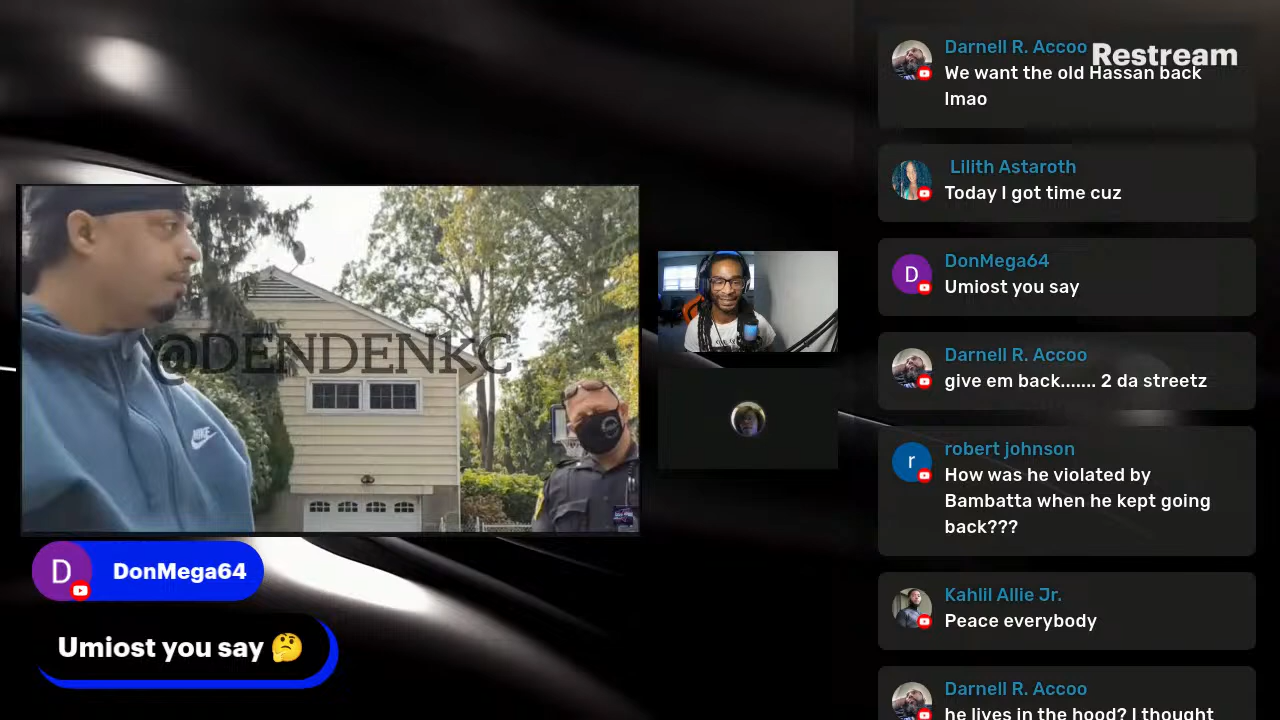 Restream
Darnell R. Accoo
We want the old Hassan back
lmao
Lilith Astaroth
Today I got time cuz
D
DonMega64
Umiost you say
Darnell R. Accoo
give em back....... 2 da streetz
r
robert johnson
How was he violated by
Bambatta when he kept going
back???
Kahlil Allie Jr.
Peace everybody
Darnell R. Accoo
he lives in the hood? I thought
@DENDENKC
NIKE
D
DonMega64
Umiost you say 🤔